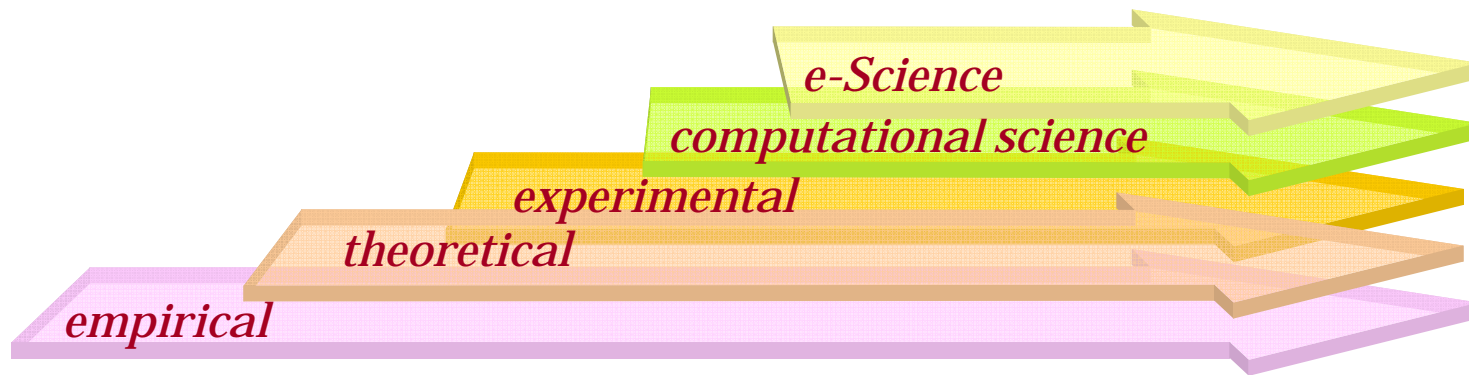 e-Science
computational science
experimental
theoretical
empirical